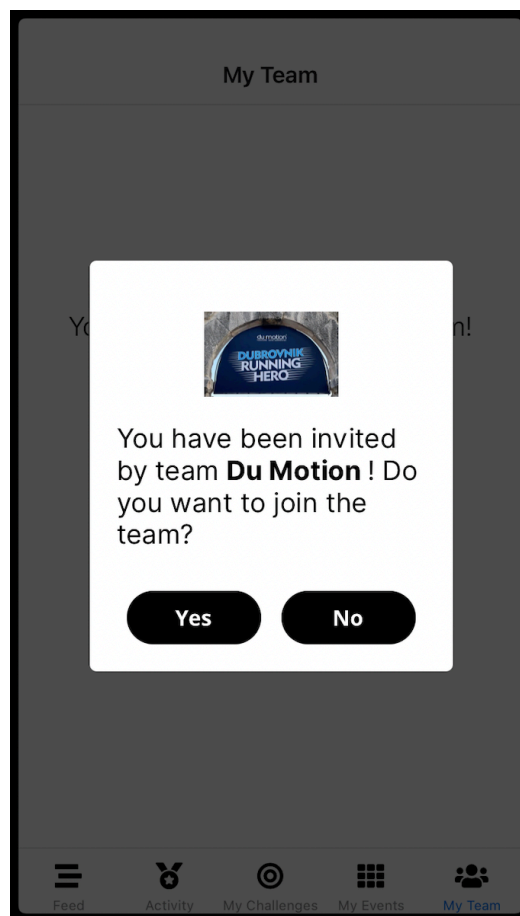 My Team
du motion
DUBROVNIK
RUNNING
HERO
You have been invited
by team Du Motion ! Do
you want to join the
team?
Yes No
Feed Activity My Challenges My Events My Team